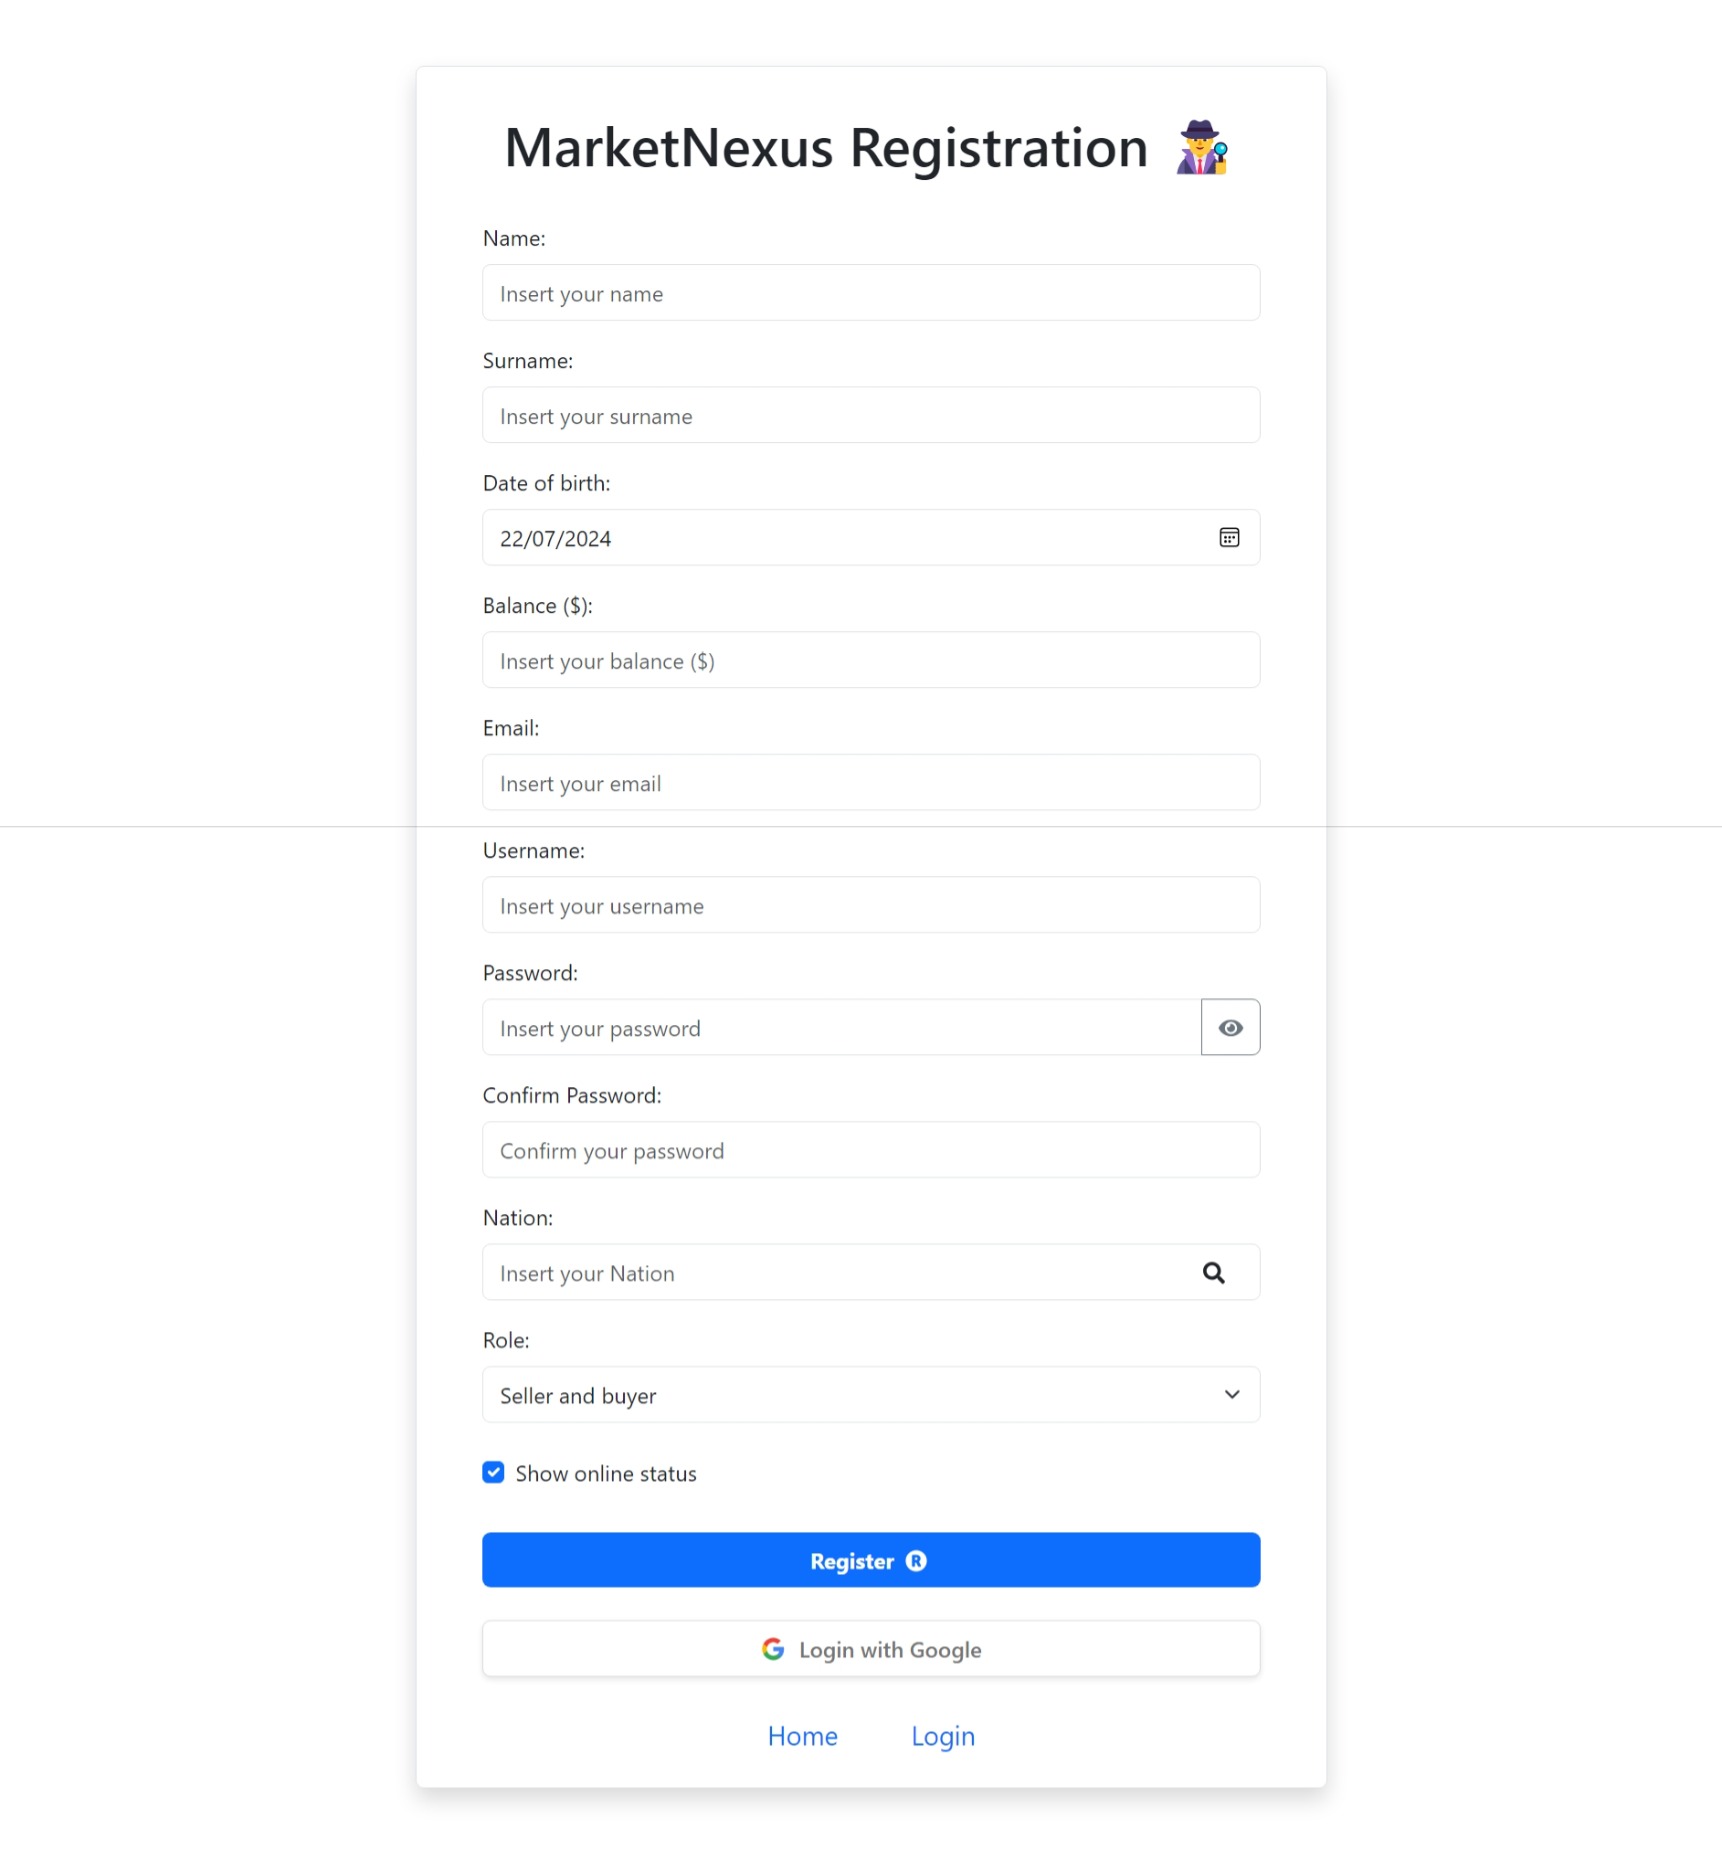 MarketNexus Registration
Name:
Insert your name
Surname:
Insert your surname
Date of birth:
22/07/2024
Balance ($):
Insert your balance ($)
Email:
Insert your email
Username:
Insert your username
Password:
Insert your password
Confirm Password:
Confirm your password
Nation:
Insert your Nation
Role:
Seller and buyer
Show online status
Register ®
Login with Google
Home Login